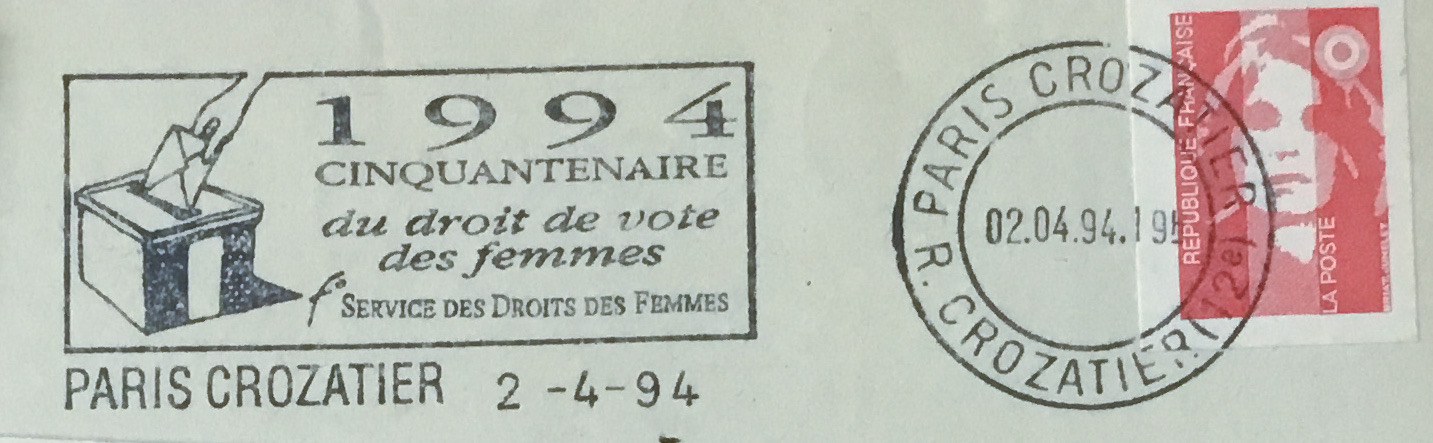 1994
CINQUANTENAIRE
du droit de vote
des femmes
SERVICE DES DROITS DES FEMMES
PARIS CROZATIER 2 -4-94
PARIS CROZATIER
02.04.94.19
R. CROZATIER (12e)
REPUBLIQUE FRANÇAISE
LA POSTE